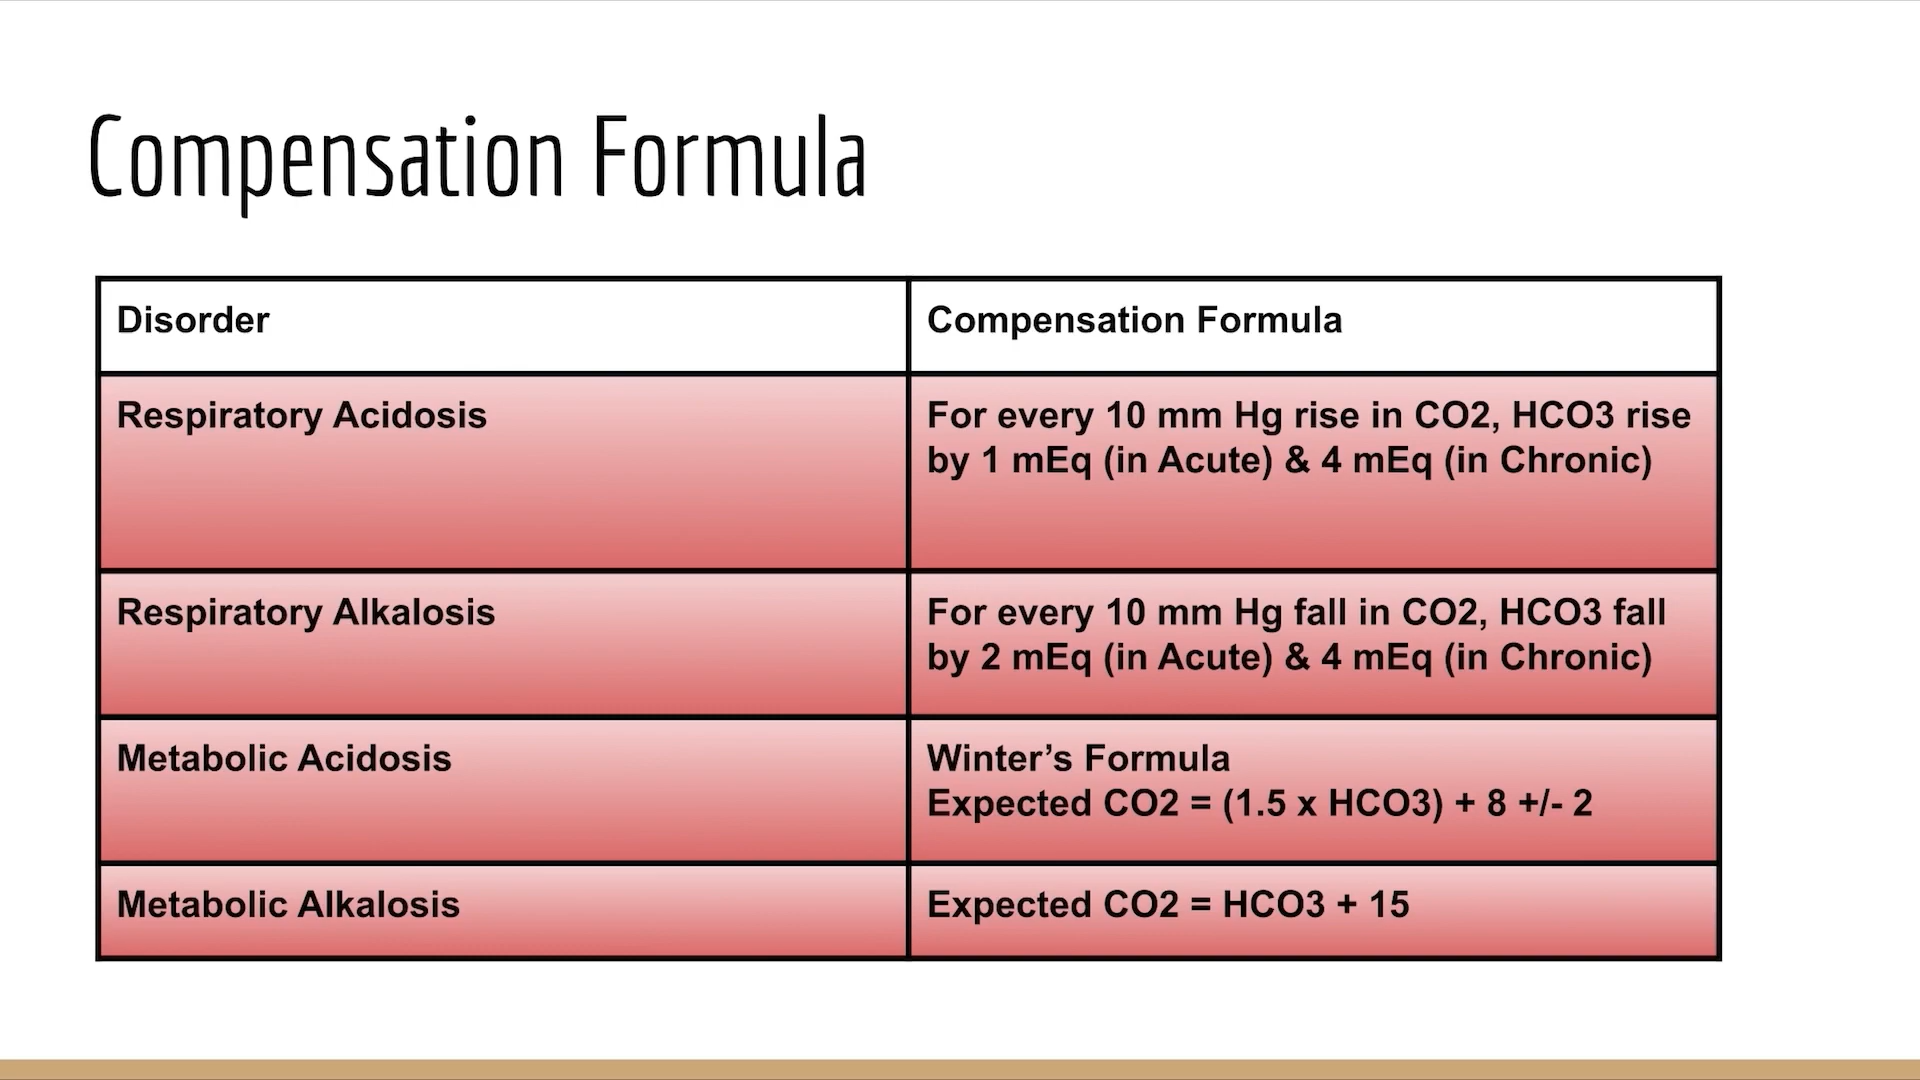 Compensation Formula
Disorder
Compensation Formula
Respiratory Acidosis
For every 10 mm Hg rise in CO2, HCO3 rise
by 1 mEq (in Acute) & 4 mEq (in Chronic)
Respiratory Alkalosis
For every 10 mm Hg fall in CO2, HCO3 fall
by 2 mEq (in Acute) & 4 mEq (in Chronic)
Metabolic Acidosis
Winter’s Formula
Expected CO2 = (1.5 x HCO3) + 8 +/- 2
Metabolic Alkalosis
Expected CO2 = HCO3 + 15